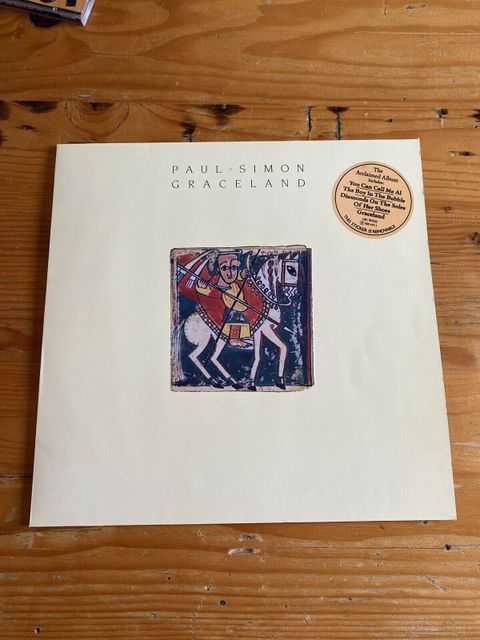 PAUL · SIMON
GRACELAND
The
Acclaimed Album
Includes
You Can Call Me Al
The Boy In The Bubble
Diamonds On The Soles
Of Her Shoes
Graceland
THIS STICKER IS REMOVABLE